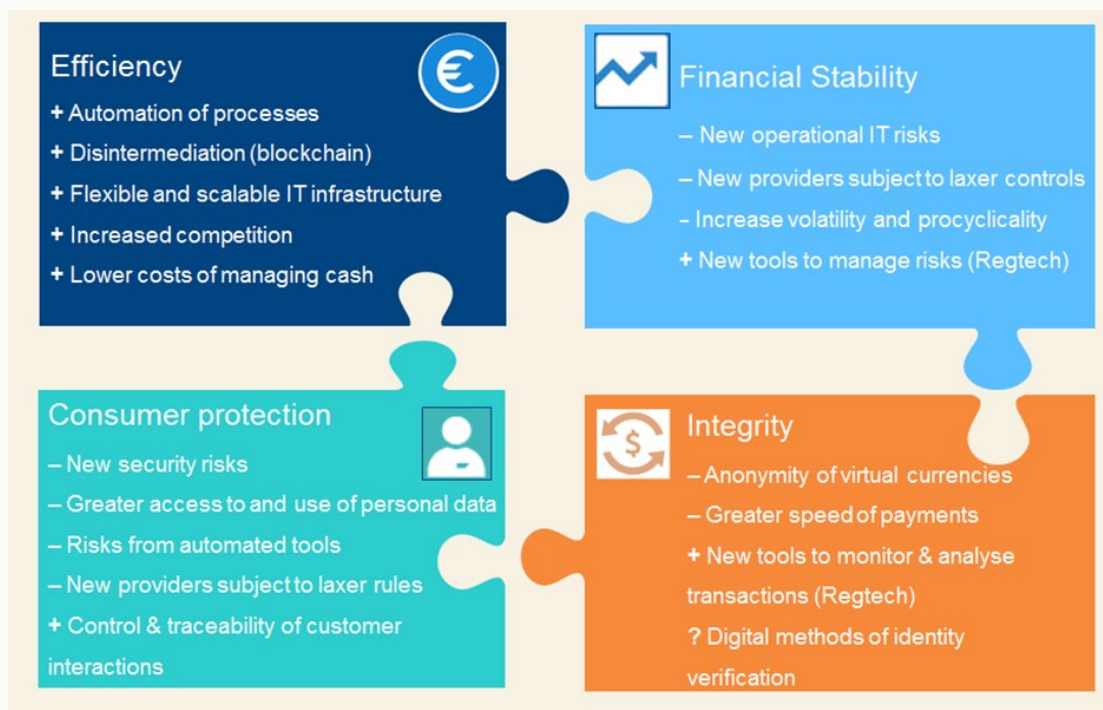 Efficiency
+ Automation of processes
+ Disintermediation (blockchain)
+ Flexible and scalable IT infrastructure
+ Increased competition
+ Lower costs of managing cash
Financial Stability
– New operational IT risks
– New providers subject to laxer controls
- Increase volatility and procyclicality
+ New tools to manage risks (Regtech)
Consumer protection
– New security risks
– Greater access to and use of personal data
– Risks from automated tools
– New providers subject to laxer rules
+ Control & traceability of customer
interactions
Integrity
– Anonymity of virtual currencies
– Greater speed of payments
+ New tools to monitor & analyse
transactions (Regtech)
? Digital methods of identity
verification